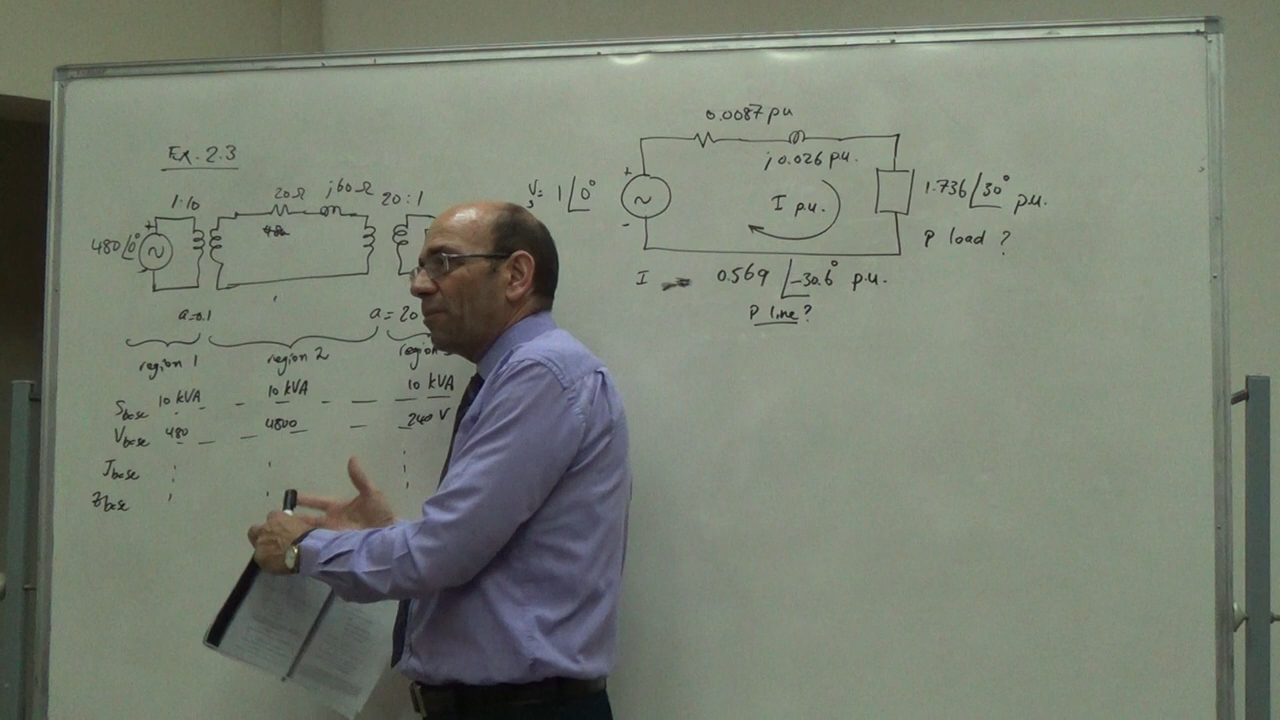 Ex. 2.3
1:10
20Ω
j60Ω
20:1
480∠0°
+
a=0.1
a=20
region 1
region 2
region
Sbase 10 kVA 10 kVA 10 kVA
Vbase 480 4800 240 V
Ibase
Zbase
0.0087 pu
j0.026 pu.
Vs= 1∠0°
+
-
I p.u.
1.736∠30° pu.
P load ?
I 0.569∠-30.6° p.u.
P line?